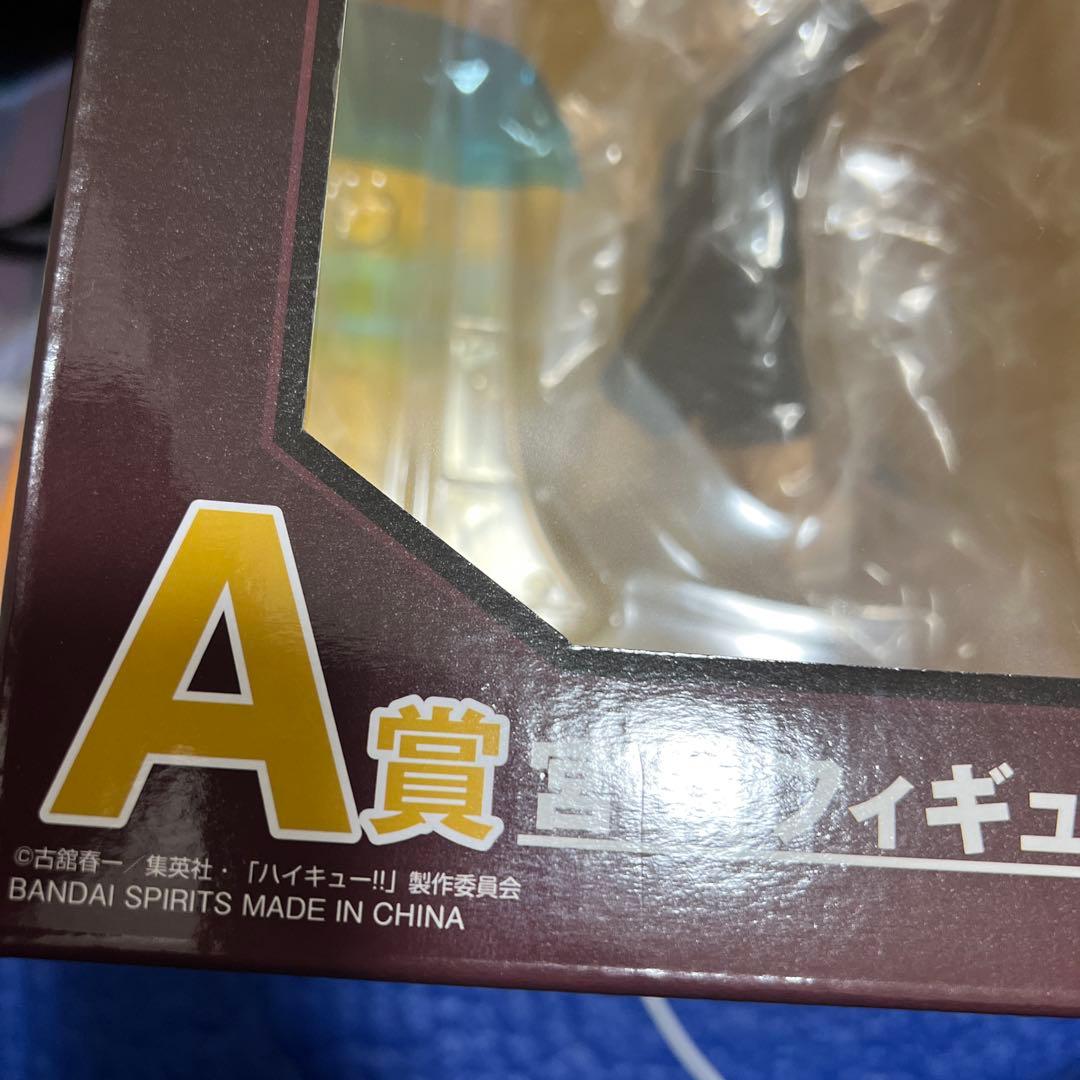 A賞 宮 フィギュ
©古舘春一／集英社・「ハイキュー!!」製作委員会
BANDAI SPIRITS MADE IN CHINA